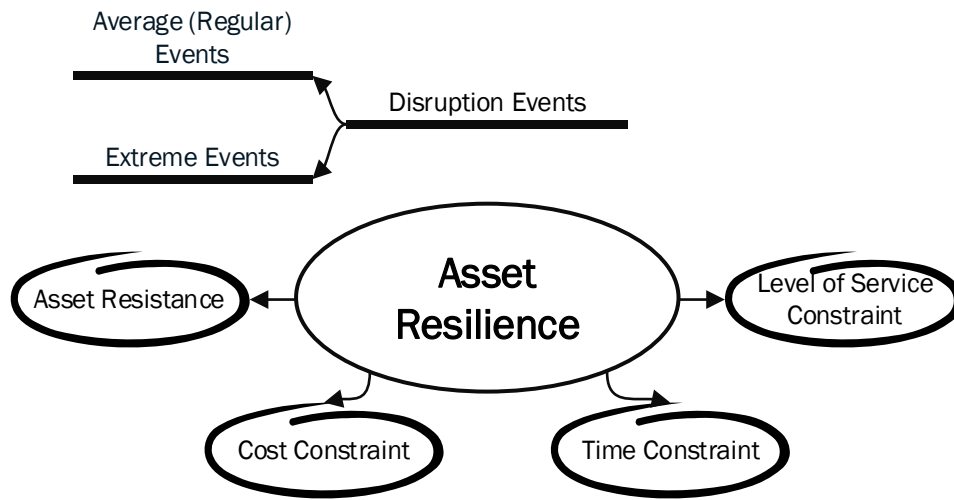 Average (Regular)
Events
Disruption Events
Extreme Events
Asset
Resilience
Asset Resistance
Level of Service
Constraint
Cost Constraint
Time Constraint